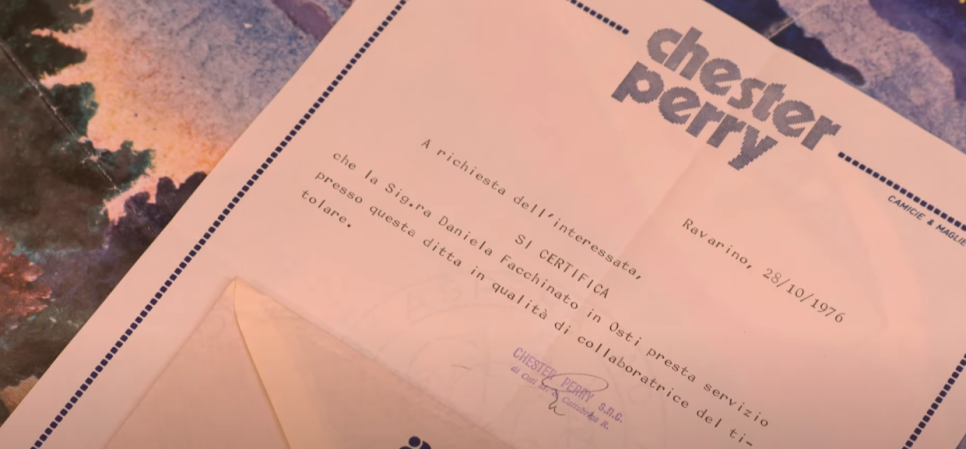 chester
perry
CAMICIE & MAGLIE
Ravarino, 28/10/1976
A richiesta dell'interessata,
SI CERTIFICA
che la Sig.ra Daniela Facchinato in Osti presta servizio
presso questa ditta in qualità di collaboratrice del ti-
tolare.
CHESTER PERRY s.n.c.